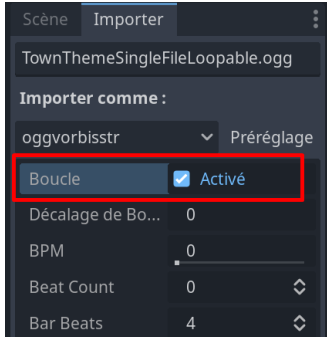 Scène Importer
TownThemeSingleFileLoopable.ogg
Importer comme :
oggvorbisstr Préréglage
Boucle Activé
Décalage de Bo... 0
BPM 0
Beat Count 0
Bar Beats 4